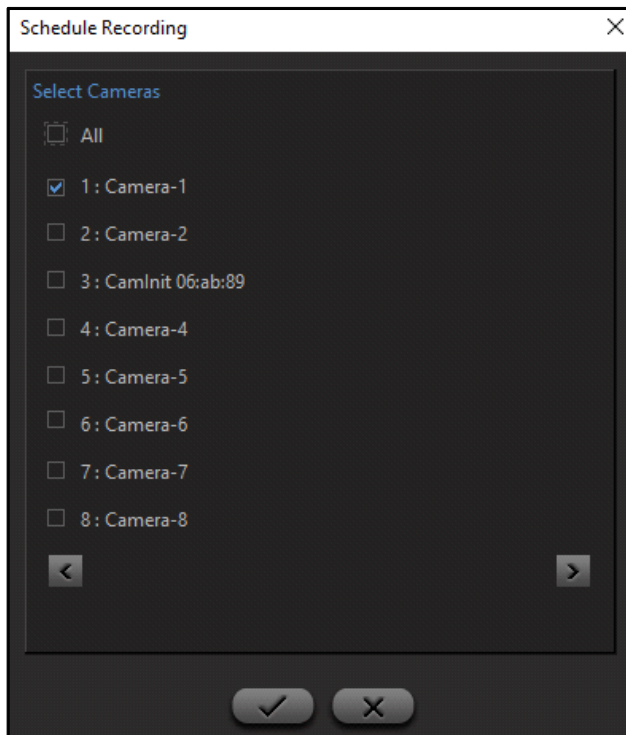 Schedule Recording
Select Cameras
All
1 : Camera-1
2 : Camera-2
3 : CamInit 06:ab:89
4 : Camera-4
5 : Camera-5
6 : Camera-6
7 : Camera-7
8 : Camera-8